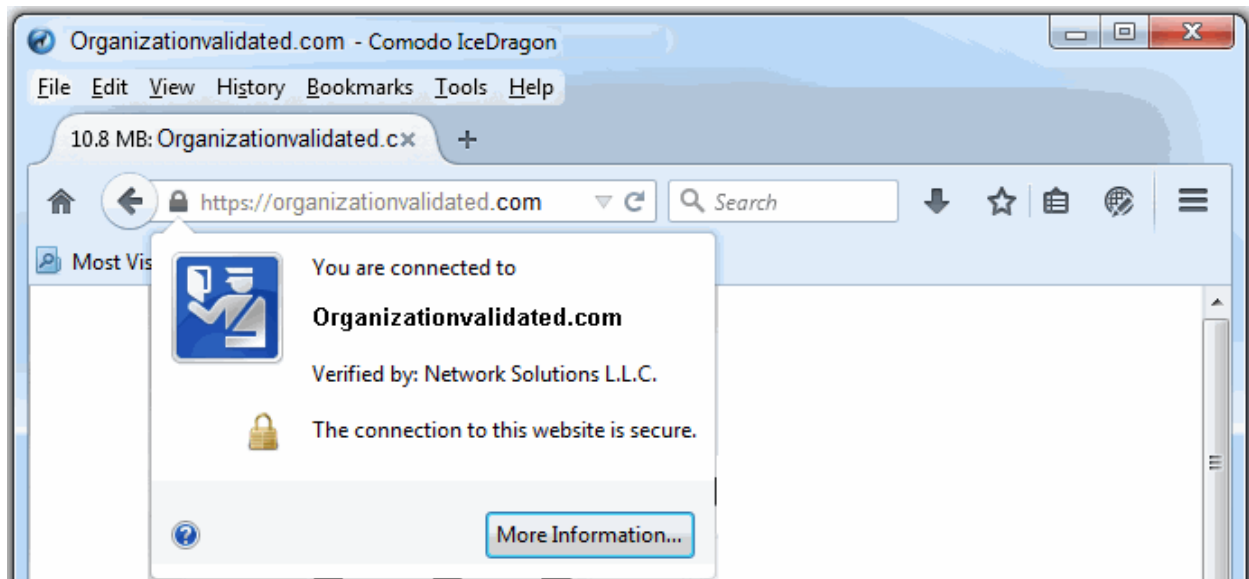 Organizationvalidated.com - Comodo IceDragon
File Edit View History Bookmarks Tools Help
10.8 MB: Organizationvalidated.c
https://organizationvalidated.com
Search
Most Vis
You are connected to
Organizationvalidated.com
Verified by: Network Solutions L.L.C.
The connection to this website is secure.
More Information...